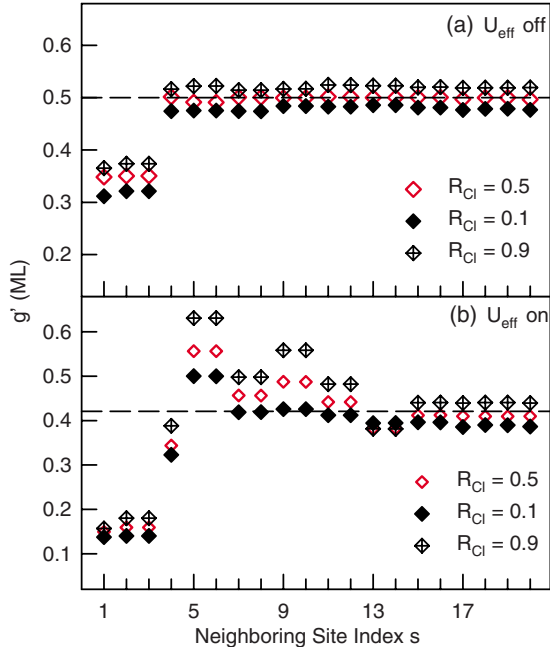 (a) U_eff off
0.6
0.5
0.4
0.3
0.2
R_Cl = 0.5
R_Cl = 0.1
R_Cl = 0.9
g' (ML)
(b) U_eff on
0.6
0.5
0.4
0.3
0.2
0.1
R_Cl = 0.5
R_Cl = 0.1
R_Cl = 0.9
1 5 9 13 17
Neighboring Site Index s